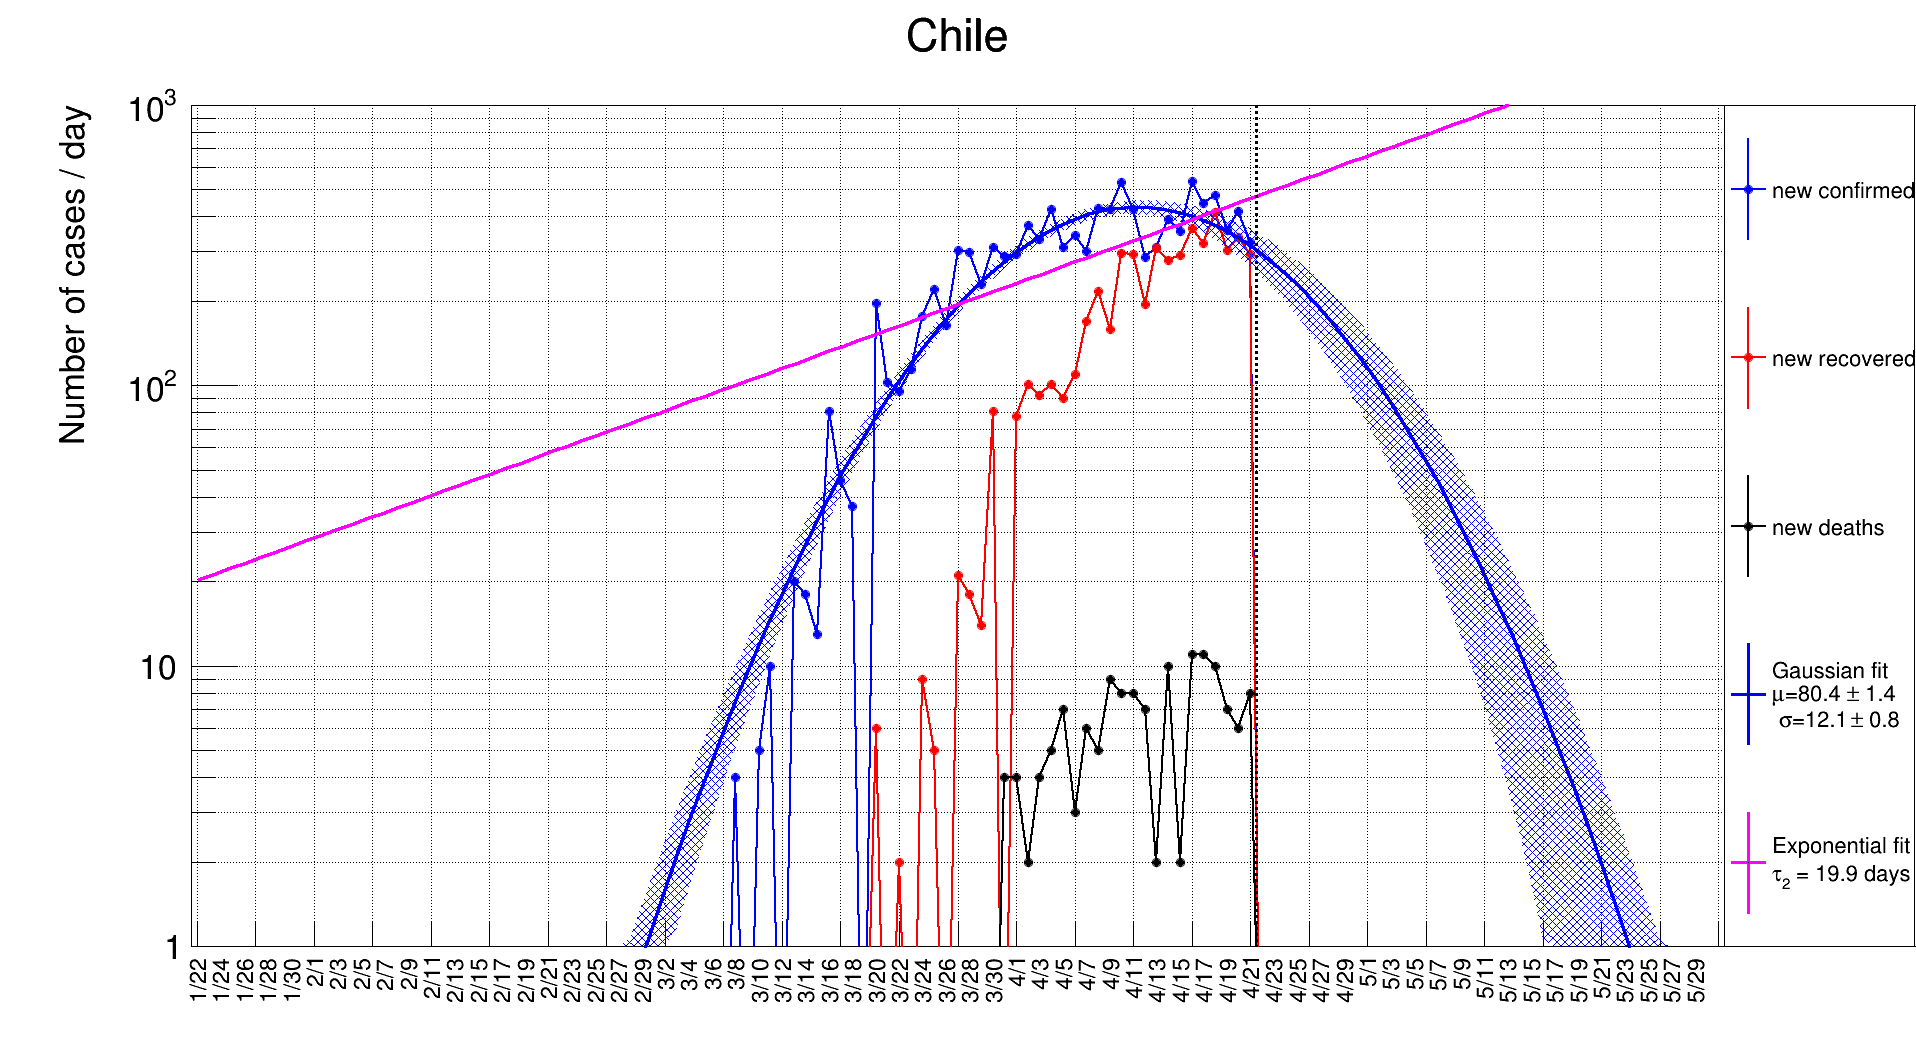 Chile
Number of cases / day
10³
10²
10
1
1/22 1/24 1/26 1/28 1/30 2/1 2/3 2/5 2/7 2/9 2/11 2/13 2/15 2/17 2/19 2/21 2/23 2/25 2/27 2/29 3/2 3/4 3/6 3/8 3/10 3/12 3/14 3/16 3/18 3/20 3/22 3/24 3/26 3/28 3/30 4/1 4/3 4/5 4/7 4/9 4/11 4/13 4/15 4/17 4/19 4/21 4/23 4/25 4/27 4/29 5/1 5/3 5/5 5/7 5/9 5/11 5/13 5/15 5/17 5/19 5/21 5/23 5/25 5/27 5/29
new confirmed
new recovered
new deaths
Gaussian fit
μ=80.4 ± 1.4
σ=12.1 ± 0.8
Exponential fit
τ₂ = 19.9 days